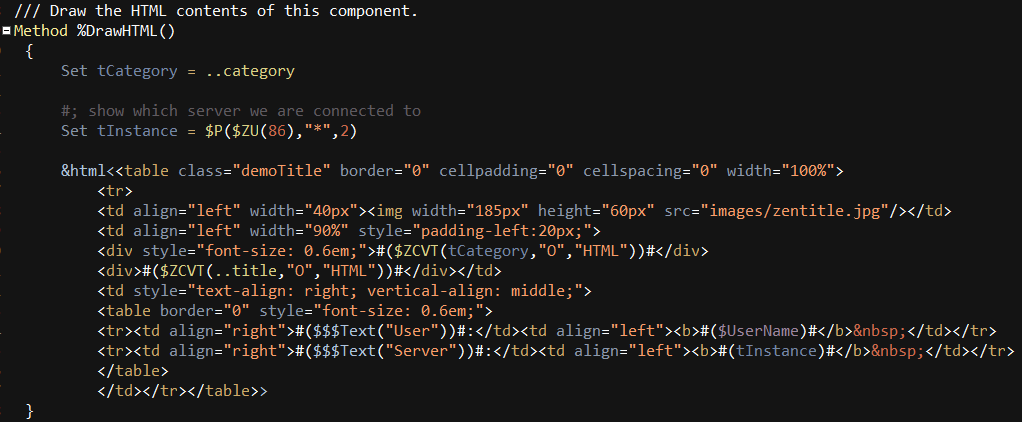 /// Draw the HTML contents of this component.
Method %DrawHTML()
{
Set tCategory = ..category
#; show which server we are connected to
Set tInstance = $P($ZU(86),"*",2)
&html<<table class="demoTitle" border="0" cellpadding="0" cellspacing="0" width="100%">
<tr>
<td align="left" width="40px"><img width="185px" height="60px" src="images/zentitle.jpg"/></td>
<td align="left" width="90%" style="padding-left:20px;">
<div style="font-size: 0.6em;">#($ZCVT(tCategory,"O","HTML"))#</div>
<div>#($ZCVT(..title,"O","HTML"))#</div></td>
<td style="text-align: right; vertical-align: middle;">
<table border="0" style="font-size: 0.6em;">
<tr><td align="right">#($$$Text("User"))#:</td><td align="left"><b>#($UserName)#</b>&nbsp;</td></tr>
<tr><td align="right">#($$$Text("Server"))#:</td><td align="left"><b>#(tInstance)#</b>&nbsp;</td></tr>
</table>
</td></tr></table>>
}